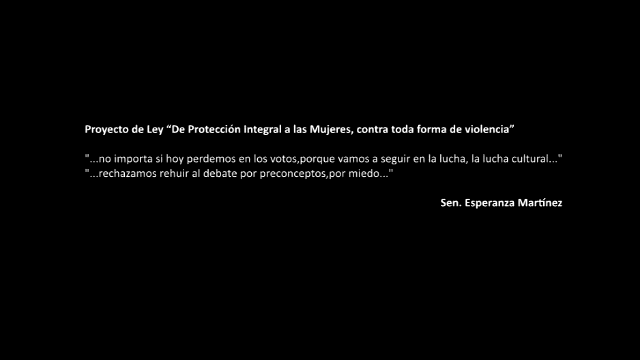 Proyecto de Ley “De Protección Integral a las Mujeres, contra toda forma de violencia”
"...no importa si hoy perdemos en los votos,porque vamos a seguir en la lucha, la lucha cultural..."
"...rechazamos rehuir al debate por preconceptos,por miedo..."
Sen. Esperanza Martínez